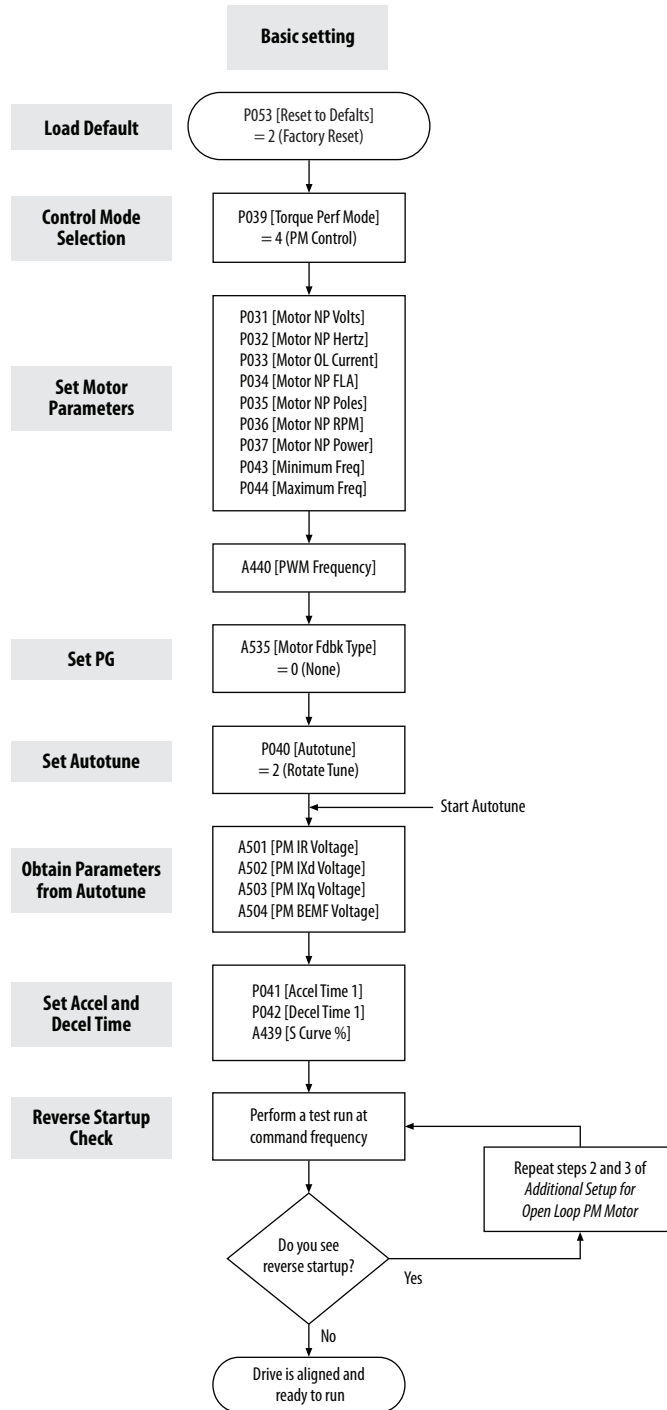 Basic setting
Load Default
P053 [Reset to Defalts]
= 2 (Factory Reset)
Control Mode
Selection
P039 [Torque Perf Mode]
= 4 (PM Control)
Set Motor
Parameters
P031 [Motor NP Volts]
P032 [Motor NP Hertz]
P033 [Motor OL Current]
P034 [Motor NP FLA]
P035 [Motor NP Poles]
P036 [Motor NP RPM]
P037 [Motor NP Power]
P043 [Minimum Freq]
P044 [Maximum Freq]
A440 [PWM Frequency]
Set PG
A535 [Motor Fdbk Type]
= 0 (None)
Set Autotune
P040 [Autotune]
= 2 (Rotate Tune)
Start Autotune
Obtain Parameters
from Autotune
A501 [PM IR Voltage]
A502 [PM IXd Voltage]
A503 [PM IXq Voltage]
A504 [PM BEMF Voltage]
Set Accel and
Decel Time
P041 [Accel Time 1]
P042 [Decel Time 1]
A439 [S Curve %]
Reverse Startup
Check
Perform a test run at
command frequency
Repeat steps 2 and 3 of
Additional Setup for
Open Loop PM Motor
Do you see
reverse startup?
Yes
No
Drive is aligned and
ready to run